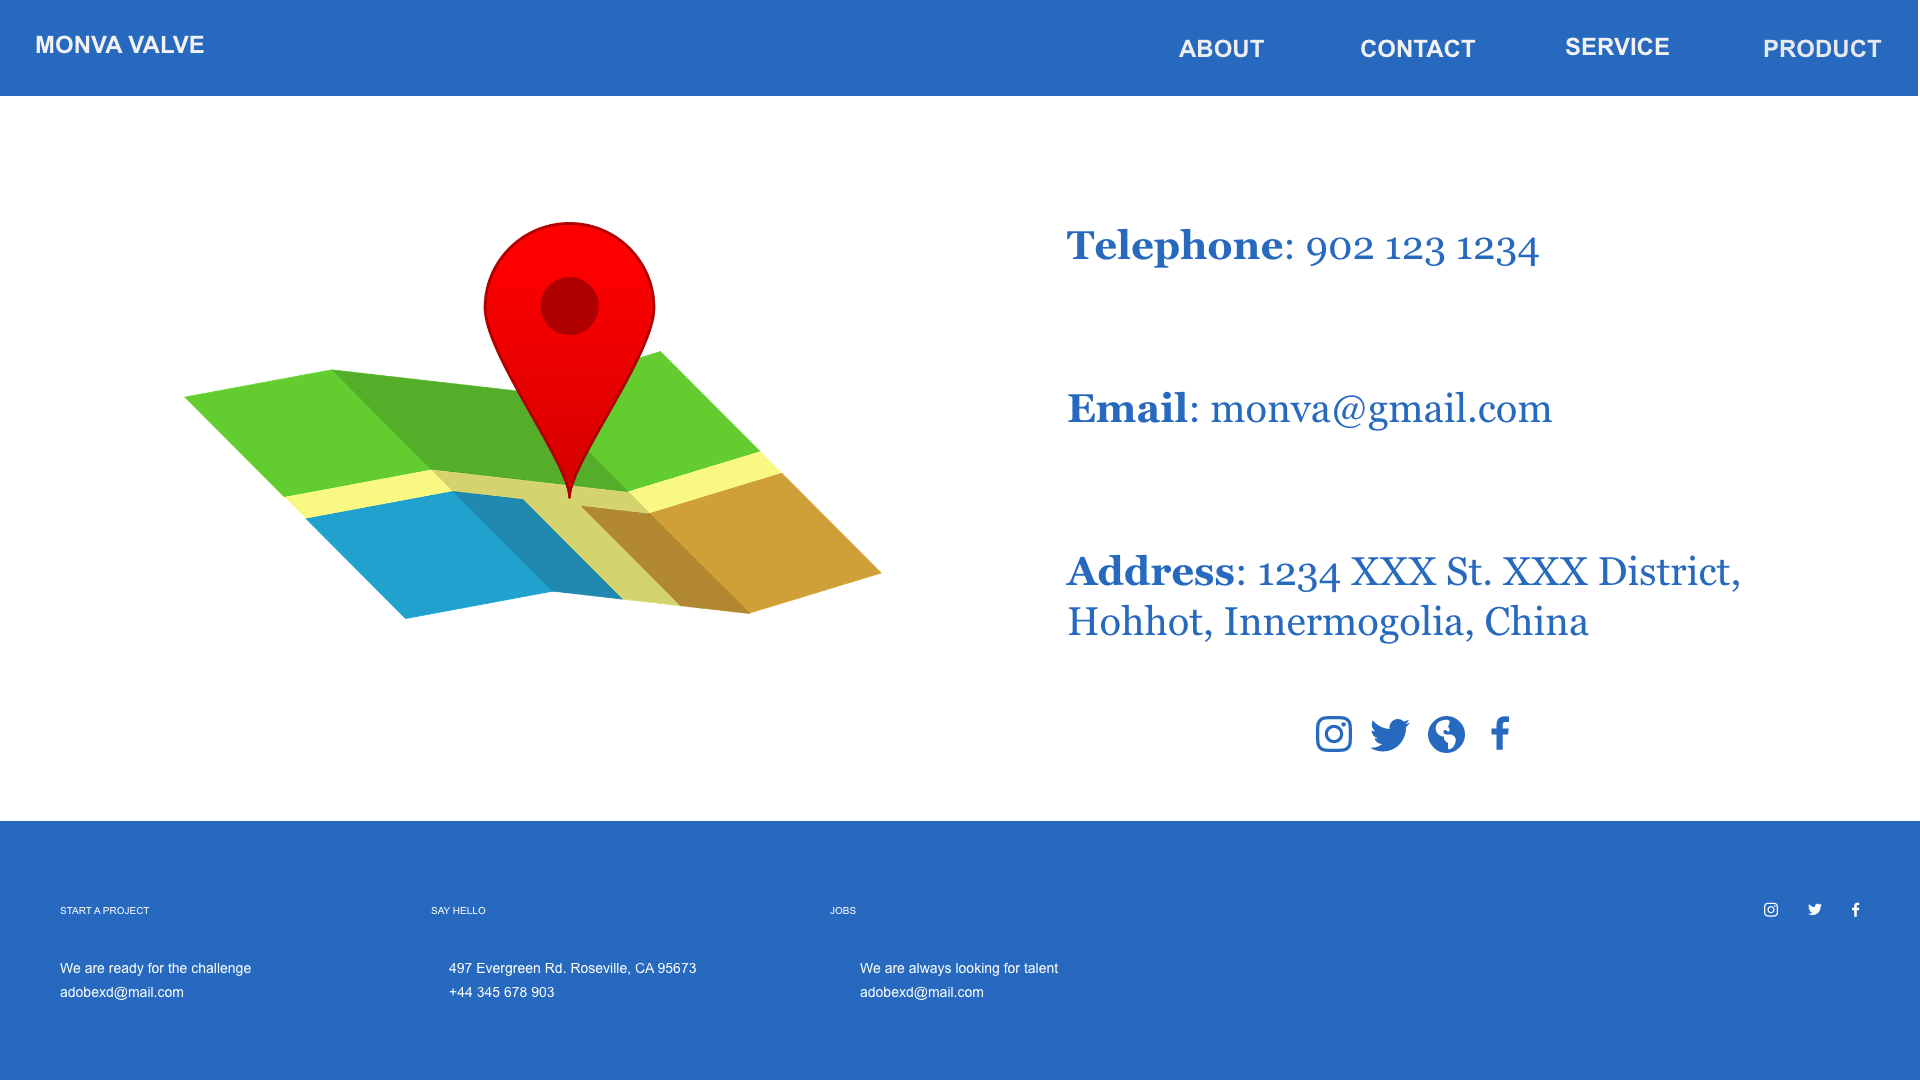 MONVA VALVE
ABOUT
CONTACT
SERVICE
PRODUCT
Telephone: 902 123 1234
Email: monva@gmail.com
Address: 1234 XXX St. XXX District,
Hohhot, Innermogolia, China
START A PROJECT
We are ready for the challenge
adobexd@mail.com
SAY HELLO
497 Evergreen Rd. Roseville, CA 95673
+44 345 678 903
JOBS
We are always looking for talent
adobexd@mail.com